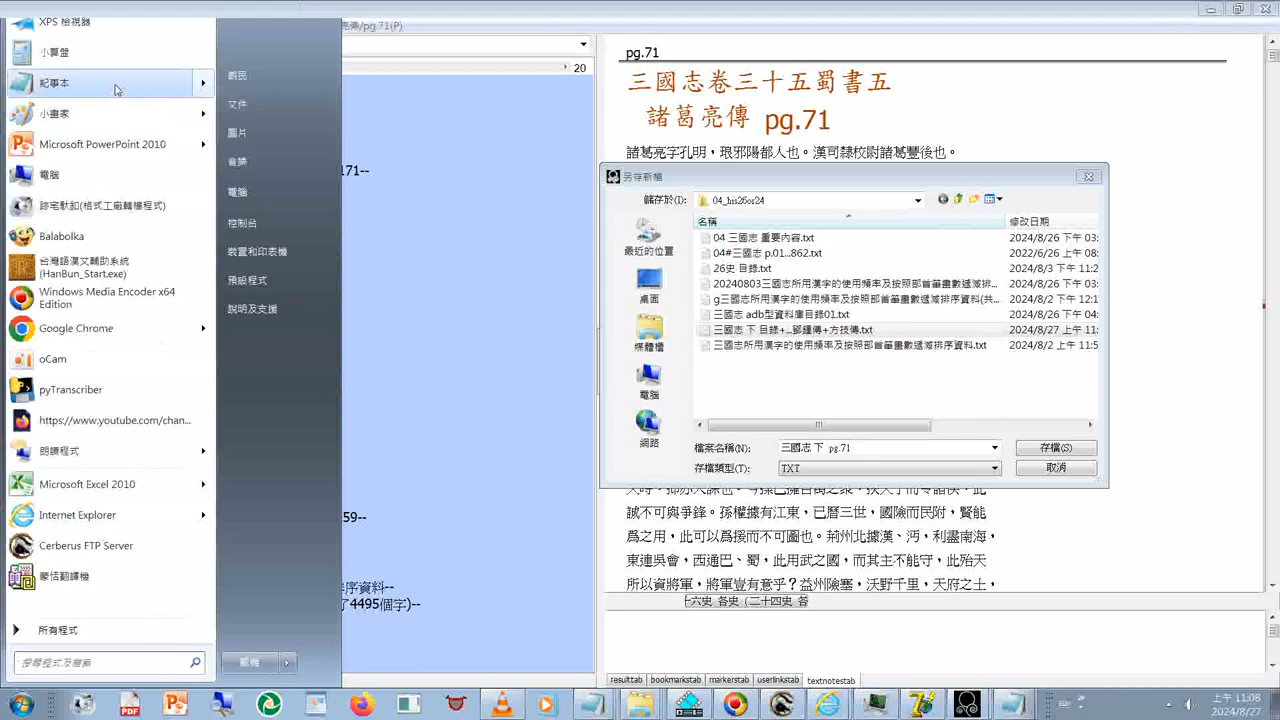 XPS 檢視器
小算盤
記事本
小畫家
Microsoft PowerPoint 2010
電腦
Balabolka
台灣語漢文輔助系統
(HanBun_Start.exe)
Windows Media Encoder x64
Edition
Google Chrome
oCam
pyTranscriber
https://www.youtube.com/chan...
朗讀程式
Microsoft Excel 2010
Internet Explorer
Cerberus FTP Server
蒙恬翻譯機
所有程式
搜尋程式及檔案
文件
圖片
音樂
電腦
控制台
裝置和印表機
預設程式
說明及支援
關機
亮傳/pg.71(P)
20
171--
59--
序資料--
了4495個字)--
pg.71
三國志卷三十五蜀書五
諸葛亮傳 pg.71
諸葛亮字孔明，琅邪陽都人也。漢司隸校尉諸葛豐後也。
另存新檔
儲存於(I):
04_his26or24
名稱
修改日期
04 三國志 重要內容.txt
2024/8/26 下午 03:
04#三國志 p.01...862.txt
2022/6/26 上午 08:
26史 目錄.txt
2024/8/3 下午 11:2
20240803三國志所用漢字的使用頻率及按照部首筆畫數遞減排...
2024/8/26 下午 03:
g三國志所用漢字的使用頻率及按照部首筆畫數遞減排序資料(共...
2024/8/2 下午 12:1
三國志 adb型資料庫目錄01.txt
2024/8/26 下午 04:
三國志 下 目錄+...鄧鍾傳+方技傳.txt
2024/8/27 上午 11:
三國志所用漢字的使用頻率及按照部首筆畫數遞減排序資料.txt
2024/8/2 上午 11:5
最近的位置
桌面
媒體櫃
電腦
網路
檔案名稱(N):
三國志 下 pg.71
存檔(S)
存檔類型(T):
TXT
取消
誠不可與爭鋒。孫權據有江東，已歷三世，國險而民附，賢能
爲之用，此可以爲援而不可圖也。荊州北據漢、沔，利盡南海，
東連吳會，西通巴、蜀，此用武之國，而其主不能守，此殆天
所以資將軍，將軍豈有意乎？益州險塞，沃野千里，天府之土，
十六史 各史 (二十四史 各
resulttab
bookmarkstab
markerstab
userlinkstab
textnotestab
上午 11:08
2024/8/27